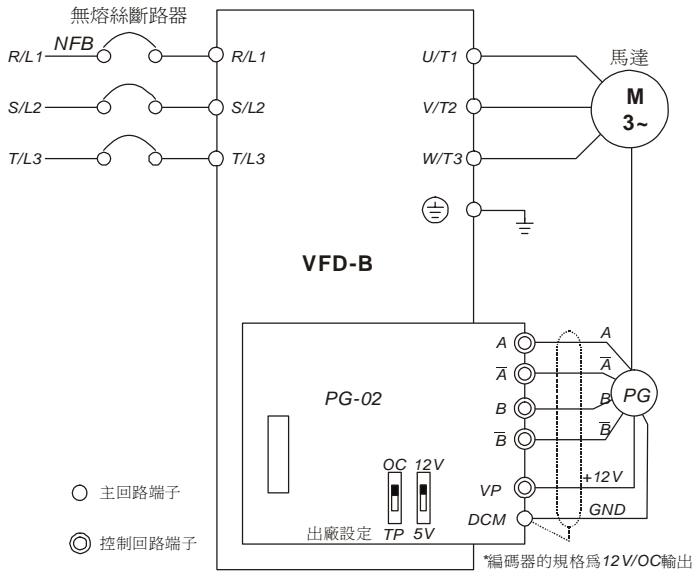 無熔絲斷路器
NFB
R/L1 R/L1 U/T1 馬達
S/L2 S/L2 V/T2 M
3~
T/L3 T/L3 W/T3
VFD-B
A A
A̅ A̅
PG-02 B B PG
B̅ B̅
OC 12V
VP +12V
○ 主回路端子
DCM GND
◎ 控制回路端子 出廠設定 TP 5V
*編碼器的規格爲12V/OC輸出